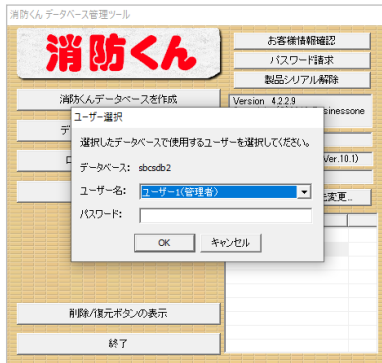 消防くん データベース管理ツール
消防くん
お客様情報確認
パスワード請求
製品シリアル解除
消防くんデータベースを作成
Version 4.2.2.9
sinessone
ユーザー選択
選択したデータベースで使用するユーザーを選択してください。
データベース: sbcsdb2
Ver.10.1)
ユーザー名: ユーザー1(管理者)
変更...
パスワード:
OK
キャンセル
削除/復元ボタンの表示
終了